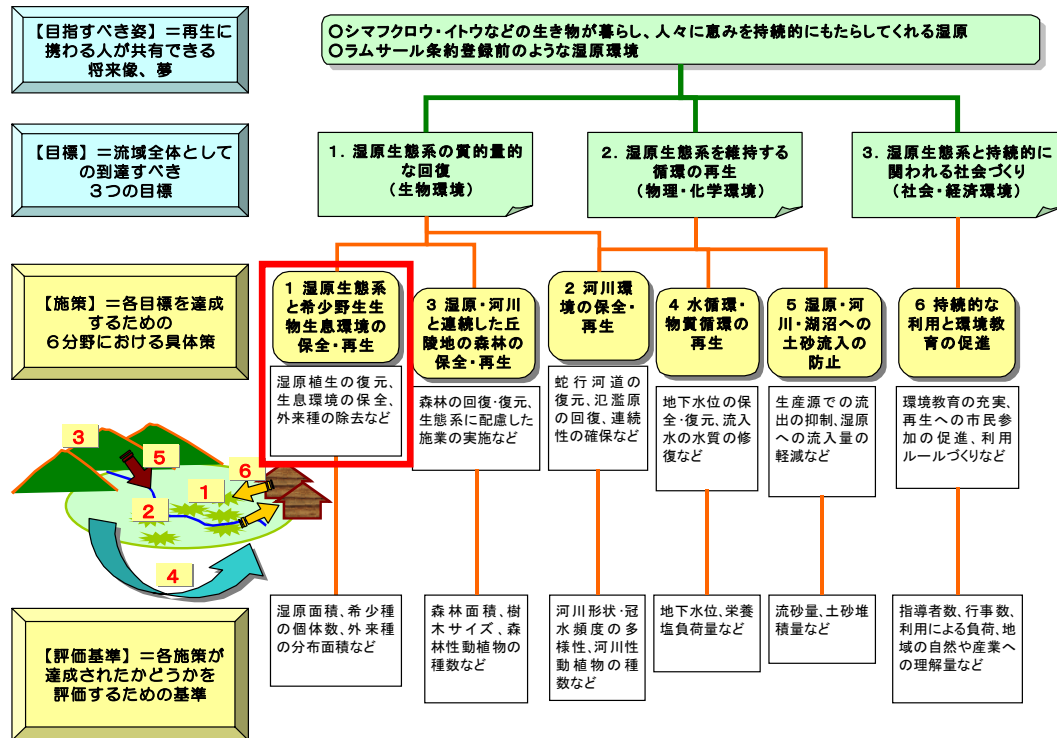 【目指すべき姿】＝再生に
携わる人が共有できる
将来像、夢
○シマフクロウ・イトウなどの生き物が暮らし、人々に恵みを持続的にもたらしてくれる湿原
○ラムサール条約登録前のような湿原環境
【目標】＝流域全体として
の到達すべき
３つの目標
１．湿原生態系の質的量的
な回復
（生物環境）
２．湿原生態系を維持する
循環の再生
（物理・化学環境）
３．湿原生態系と持続的に
関われる社会づくり
（社会・経済環境）
【施策】＝各目標を達成
するための
６分野における具体策
１ 湿原生態系
と希少野生生
物生息環境の
保全・再生
湿原植生の復元、
生息環境の保全、
外来種の除去など
３ 湿原・河川
と連続した丘
陵地の森林の
保全・再生
森林の回復・復元、
生態系に配慮した
施業の実施など
２ 河川環
境の保全・
再生
蛇行河道の
復元、氾濫原
の回復、連続
性の確保など
４ 水循環・
物質循環の
再生
地下水位の保
全・復元、流入
水の水質の修
復など
５ 湿原・河
川・湖沼への
土砂流入の
防止
生産源での流
出の抑制、湿原
への流入量の
軽減など
６ 持続的な
利用と環境教
育の促進
環境教育の充実、
再生への市民参
加の促進、利用
ルールづくりなど
３
５
６
１
２
４
【評価基準】＝各施策が
達成されたかどうかを
評価するための基準
湿原面積、希少種
の個体数、外来種
の分布面積など
森林面積、樹
木サイズ、森
林性動植物の
種数など
河川形状・冠
水頻度の多
様性、河川性
動植物の種
数など
地下水位、栄養
塩負荷量など
流砂量、土砂堆
積量など
指導者数、行事数、
利用による負荷、地
域の自然や産業へ
の理解量など